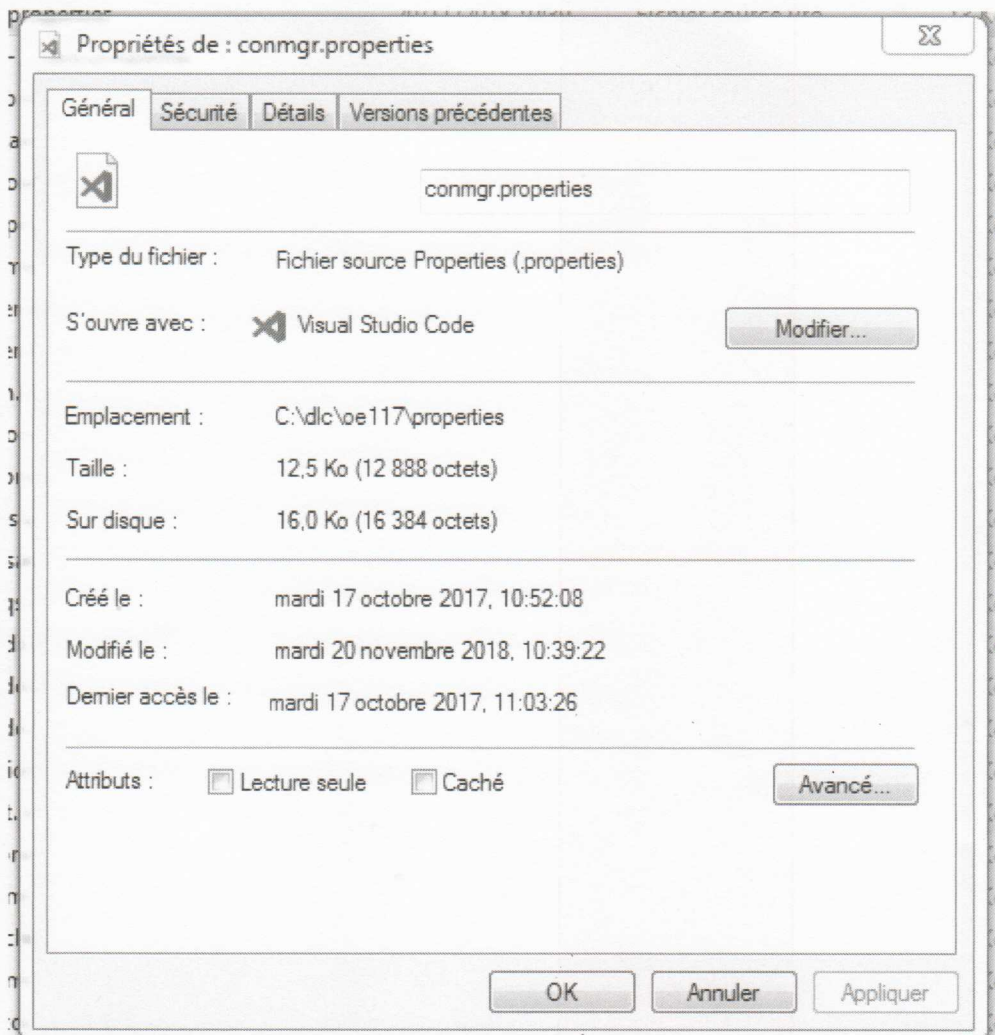 Propriétés de : conmgr.properties
Général Sécurité Détails Versions précédentes
conmgr.properties
Type du fichier : Fichier source Properties (.properties)
S'ouvre avec : Visual Studio Code Modifier...
Emplacement : C:\dlc\oe117\properties
Taille : 12,5 Ko (12 888 octets)
Sur disque : 16,0 Ko (16 384 octets)
Créé le : mardi 17 octobre 2017, 10:52:08
Modifié le : mardi 20 novembre 2018, 10:39:22
Dernier accès le : mardi 17 octobre 2017, 11:03:26
Attributs : Lecture seule Caché Avancé...
OK Annuler Appliquer